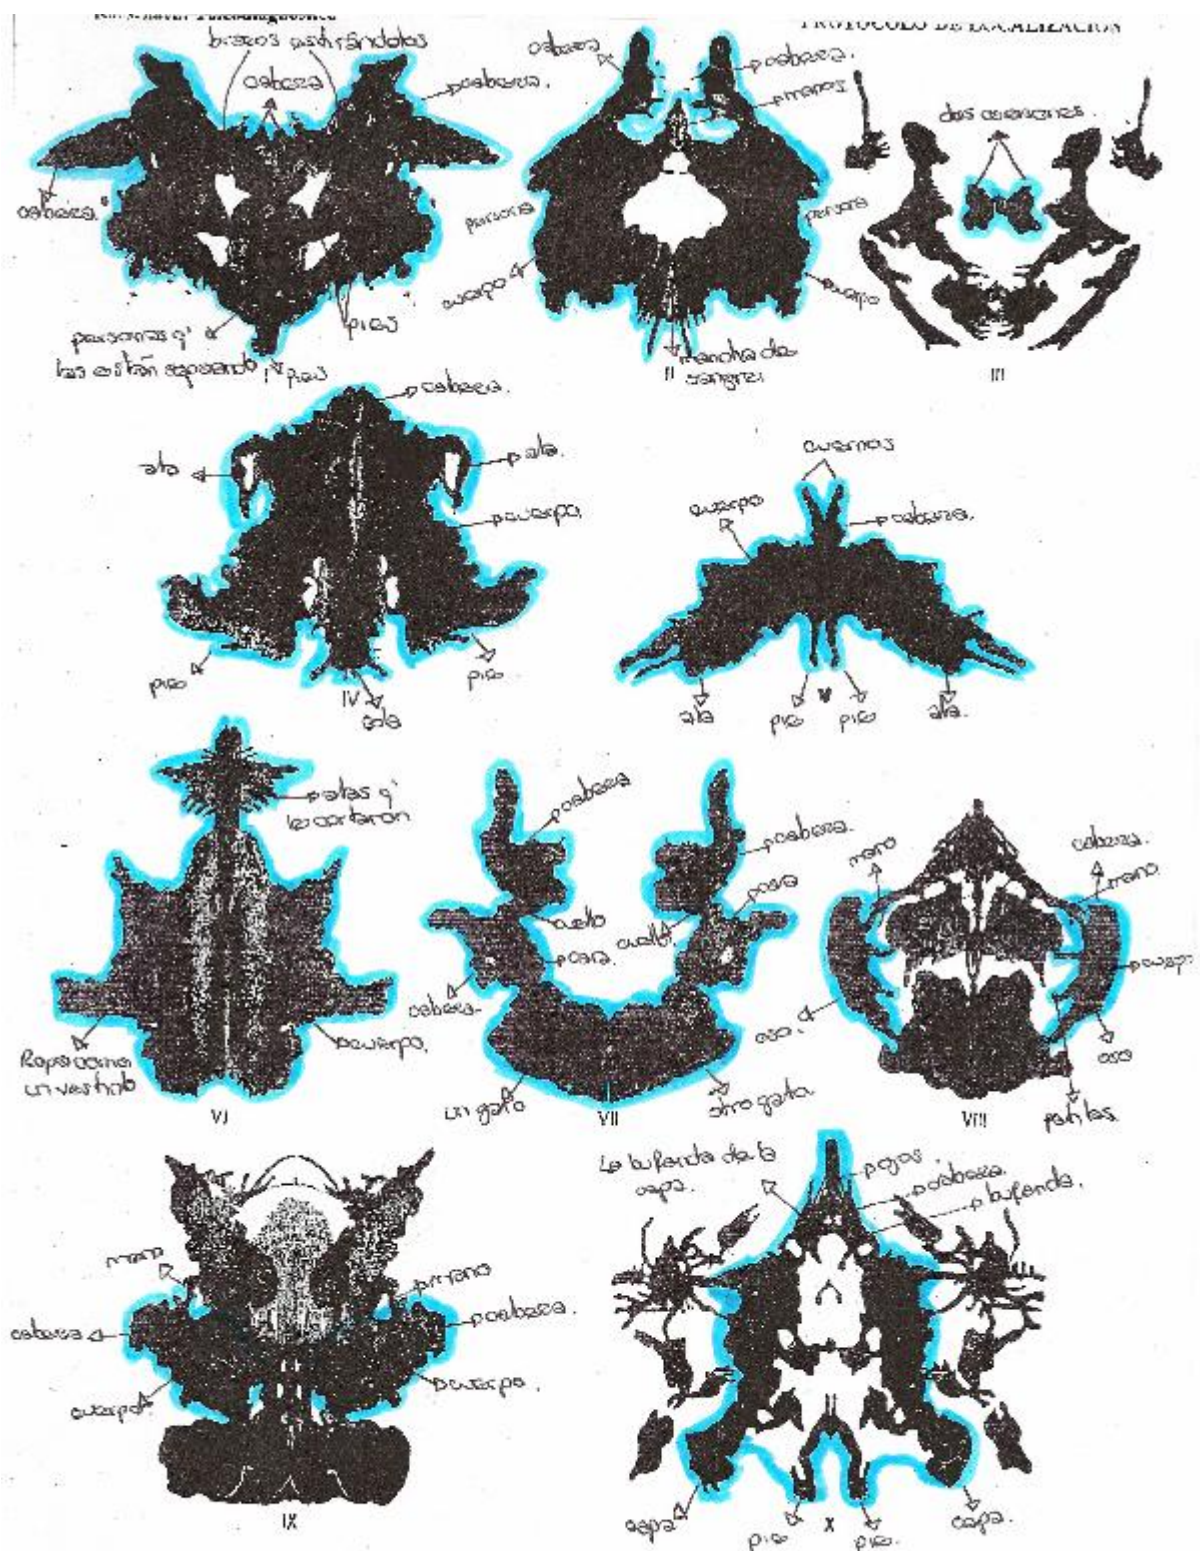 PROTOCOLO DE LOCALIZACION
brazos estirándolos
cabeza
cabeza.
cabeza
personas q'
las están separando
pies
pies
I
cabeza
cabeza.
manos
persona
persona
cuerpo
cuerpo
mancha de
sangre
II
dos corazones.
III
cabeza.
ala
ala.
cuerpo
pie
pie.
IV
cola
cuernos
cuerpo
cabeza.
ala
pie
V
pie
ala.
alas q'
le cortaron
Ropa como
un vestido
cuerpo.
VI
cabeza
cabeza.
cuello
cuello.
cara
cabeza.
un gato
VII
otro gato.
mano
cabeza.
mano.
oso.
oso
VIII
patitas
mano
mano
cabeza
cabeza.
cuerpo.
cuerpo.
IX
La bufanda de la
capa.
ojos.
cabeza.
bufanda.
capa
pie
X
pie.
capa.